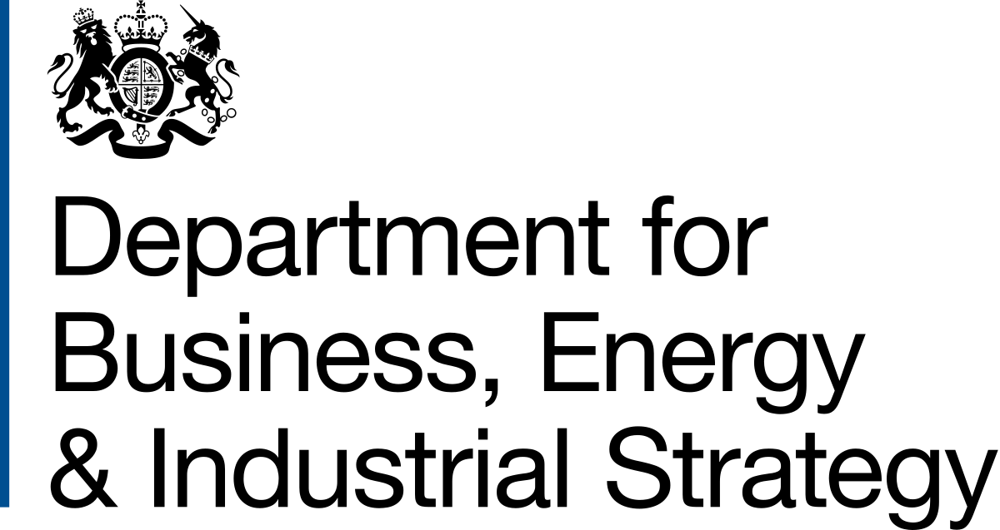 Department for
Business, Energy
& Industrial Strategy